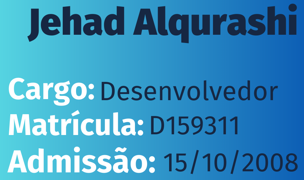 Jehad Alqurashi
Cargo: Desenvolvedor
Matrícula: D159311
Admissão: 15/10/2008